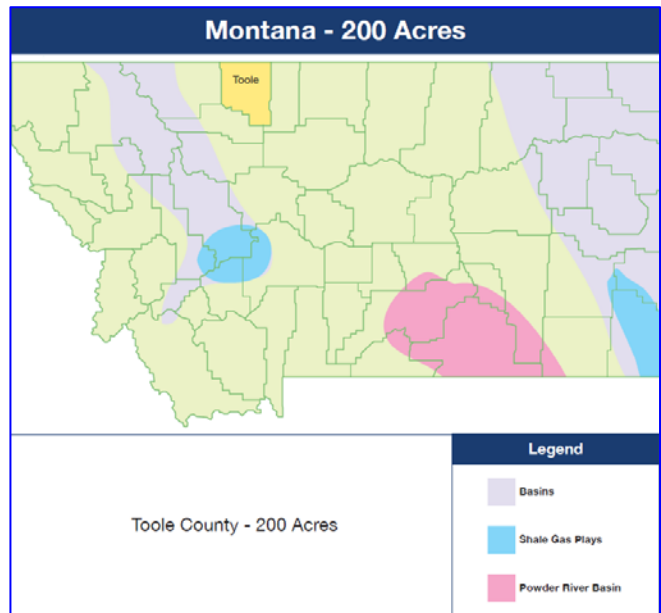 Montana - 200 Acres
Toole
Toole County - 200 Acres
Legend
Basins
Shale Gas Plays
Powder River Basin